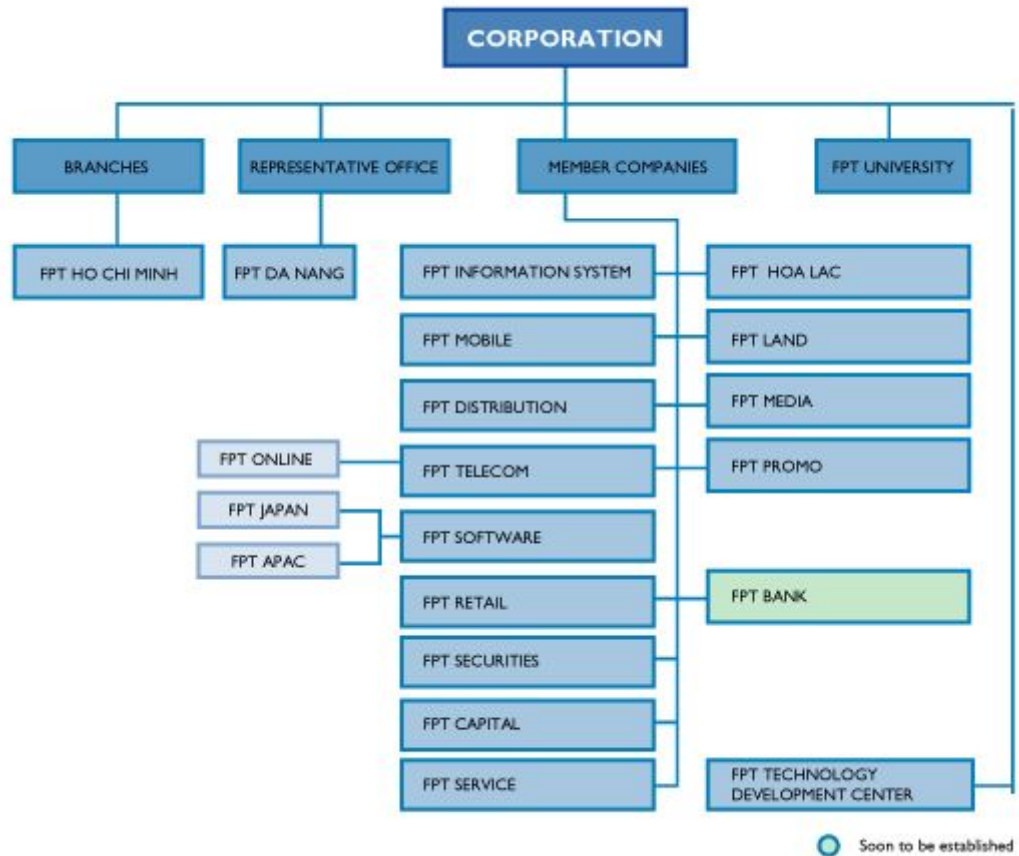 CORPORATION
BRANCHES
REPRESENTATIVE OFFICE
MEMBER COMPANIES
FPT UNIVERSITY
FPT HO CHI MINH
FPT DA NANG
FPT INFORMATION SYSTEM
FPT HOA LAC
FPT MOBILE
FPT LAND
FPT DISTRIBUTION
FPT MEDIA
FPT ONLINE
FPT TELECOM
FPT PROMO
FPT JAPAN
FPT SOFTWARE
FPT APAC
FPT RETAIL
FPT BANK
FPT SECURITIES
FPT CAPITAL
FPT SERVICE
FPT TECHNOLOGY
DEVELOPMENT CENTER
Soon to be established